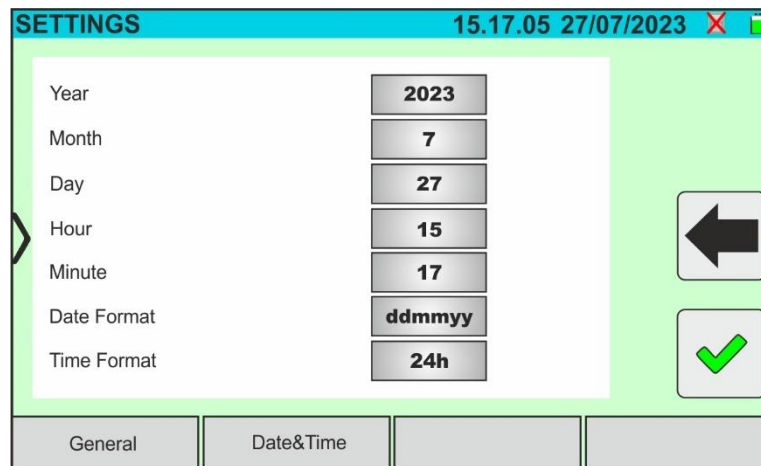 SETTINGS 15.17.05 27/07/2023
Year 2023
Month 7
Day 27
Hour 15
Minute 17
Date Format ddmmyy
Time Format 24h
General Date&Time